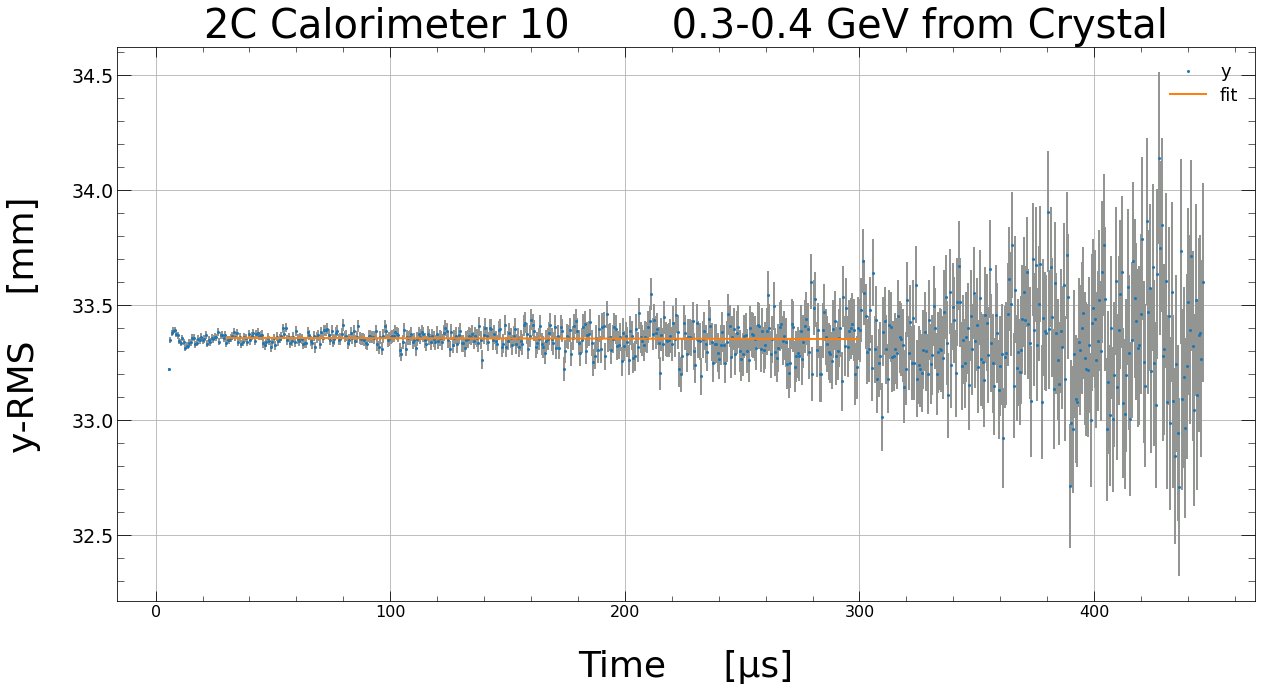 2C Calorimeter 10 0.3-0.4 GeV from Crystal
y-RMS [mm]
34.5
34.0
33.5
33.0
32.5
y
fit
0 100 200 300 400
Time [µs]